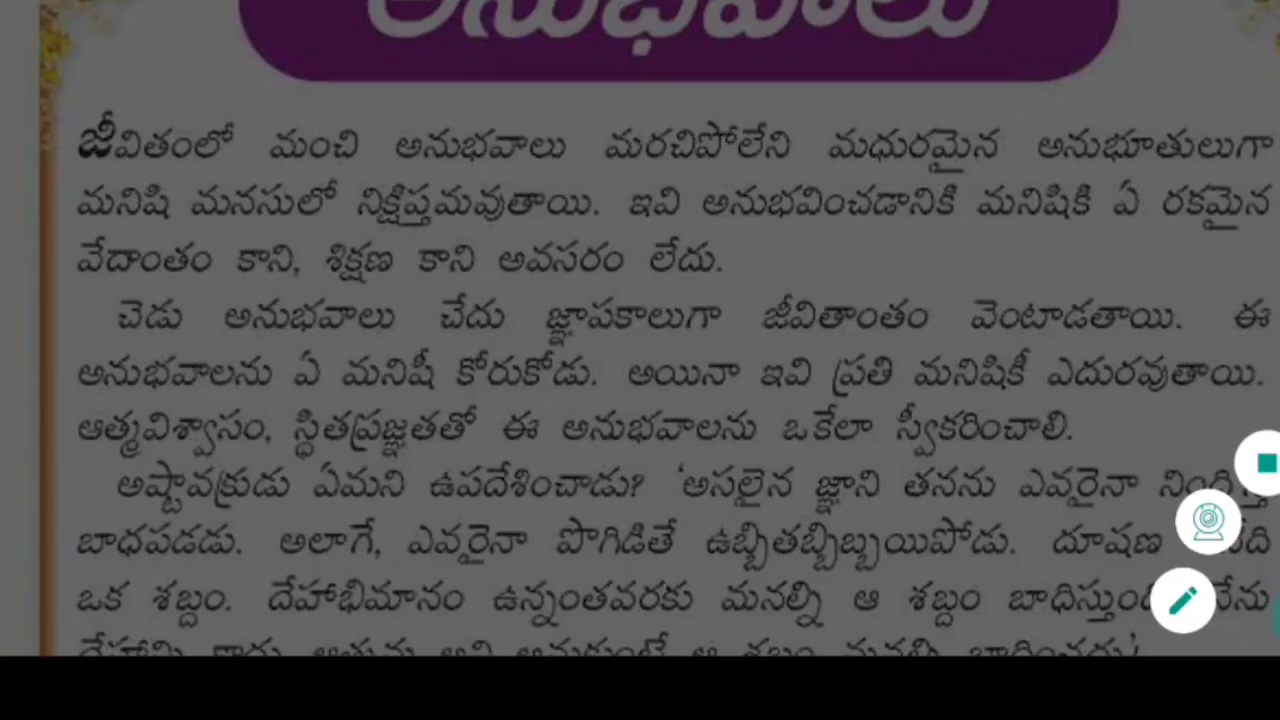 అనుభవాలు
జీవితంలో మంచి అనుభవాలు మరచిపోలేని మధురమైన అనుభూతులుగా
మనిషి మనసులో నిక్షిప్తమవుతాయి. ఇవి అనుభవించడానికి మనిషికి ఏ రకమైన
వేదాంతం కాని, శిక్షణ కాని అవసరం లేదు.
చెడు అనుభవాలు చేదు జ్ఞాపకాలుగా జీవితాంతం వెంటాడతాయి. ఈ
అనుభవాలను ఏ మనిషీ కోరుకోడు. అయినా ఇవి ప్రతి మనిషికీ ఎదురవుతాయి.
ఆత్మవిశ్వాసం, స్థితప్రజ్ఞతతో ఈ అనుభవాలను ఒకేలా స్వీకరించాలి.
అష్టావక్రుడు ఏమని ఉపదేశించాడు? 'అసలైన జ్ఞాని తనను ఎవరైనా
బాధపడడు. అలాగే, ఎవరైనా పొగిడితే ఉబ్బితబ్బిబ్బయిపోడు. దూషణ
ఒక శబ్దం. దేహాభిమానం ఉన్నంతవరకు మనల్ని ఆ శబ్దం